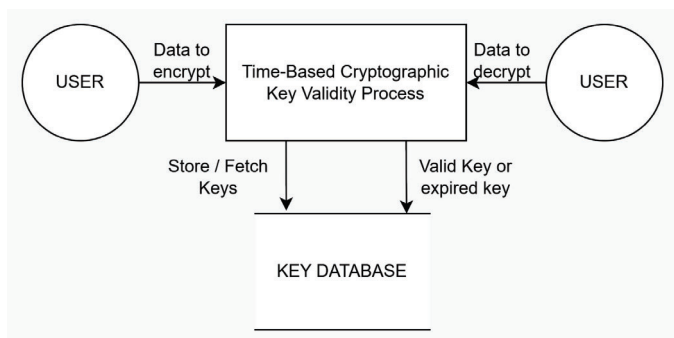 USER
Data to
encrypt
Time-Based Cryptographic
Key Validity Process
Data to
decrypt
USER
Store / Fetch
Keys
Valid Key or
expired key
KEY DATABASE